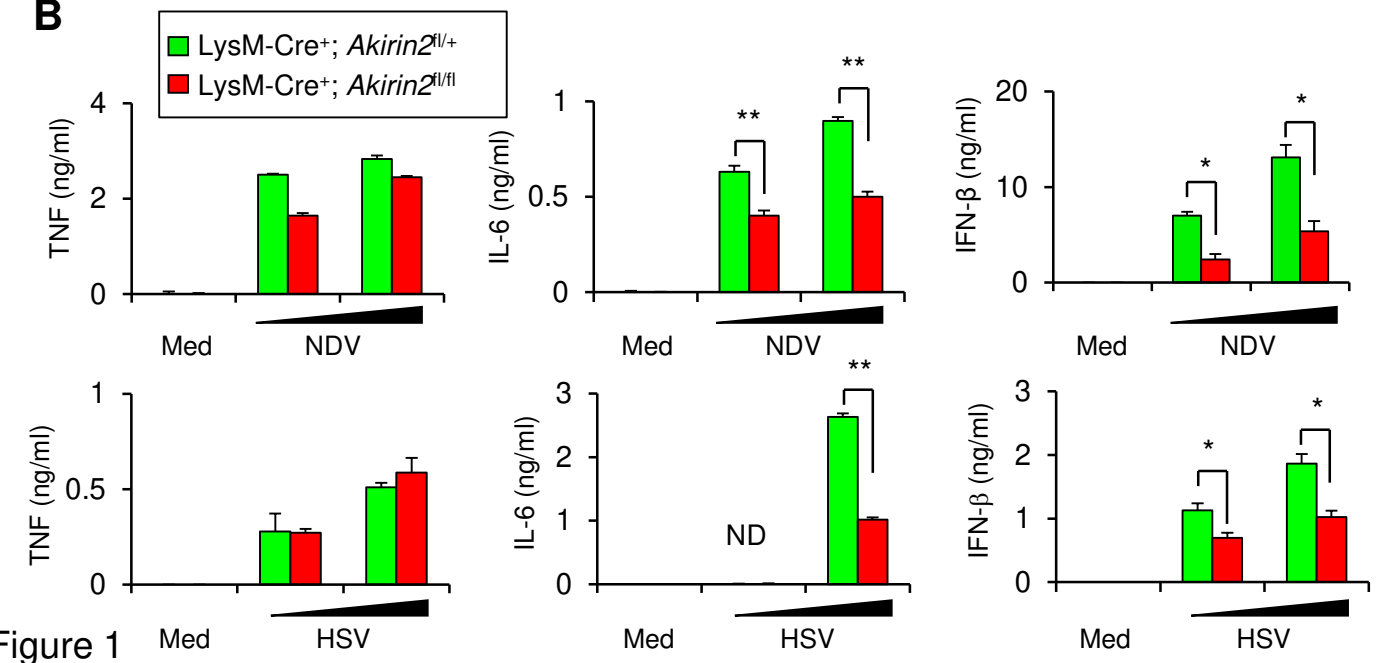 B
LysM-Cre+; Akirin2fl/+
LysM-Cre+; Akirin2fl/fl
TNF (ng/ml)
4
2
0
Med
NDV
IL-6 (ng/ml)
1
0.5
0
**
**
Med
NDV
IFN-β (ng/ml)
20
10
0
*
*
Med
NDV
TNF (ng/ml)
1
0.5
0
Med
HSV
IL-6 (ng/ml)
3
2
1
0
ND
**
Med
HSV
IFN-β (ng/ml)
3
2
1
0
*
*
Med
HSV
Figure 1